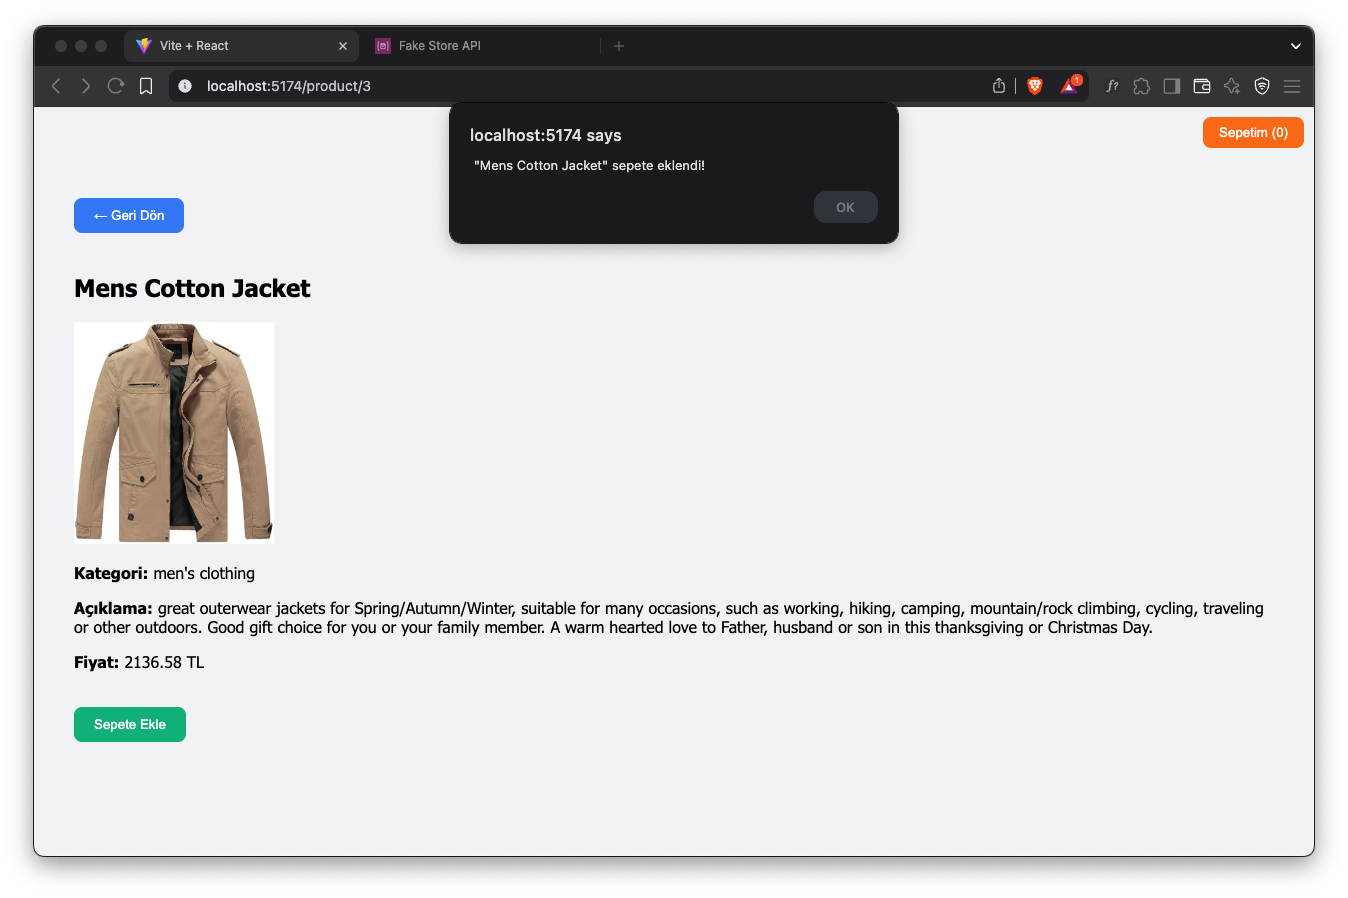 Vite + React
Fake Store API
localhost:5174/product/3
1
f?
localhost:5174 says
"Mens Cotton Jacket" sepete eklendi!
OK
Sepetim (0)
← Geri Dön
Mens Cotton Jacket
Kategori: men's clothing
Açıklama: great outerwear jackets for Spring/Autumn/Winter, suitable for many occasions, such as working, hiking, camping, mountain/rock climbing, cycling, traveling
or other outdoors. Good gift choice for you or your family member. A warm hearted love to Father, husband or son in this thanksgiving or Christmas Day.
Fiyat: 2136.58 TL
Sepete Ekle